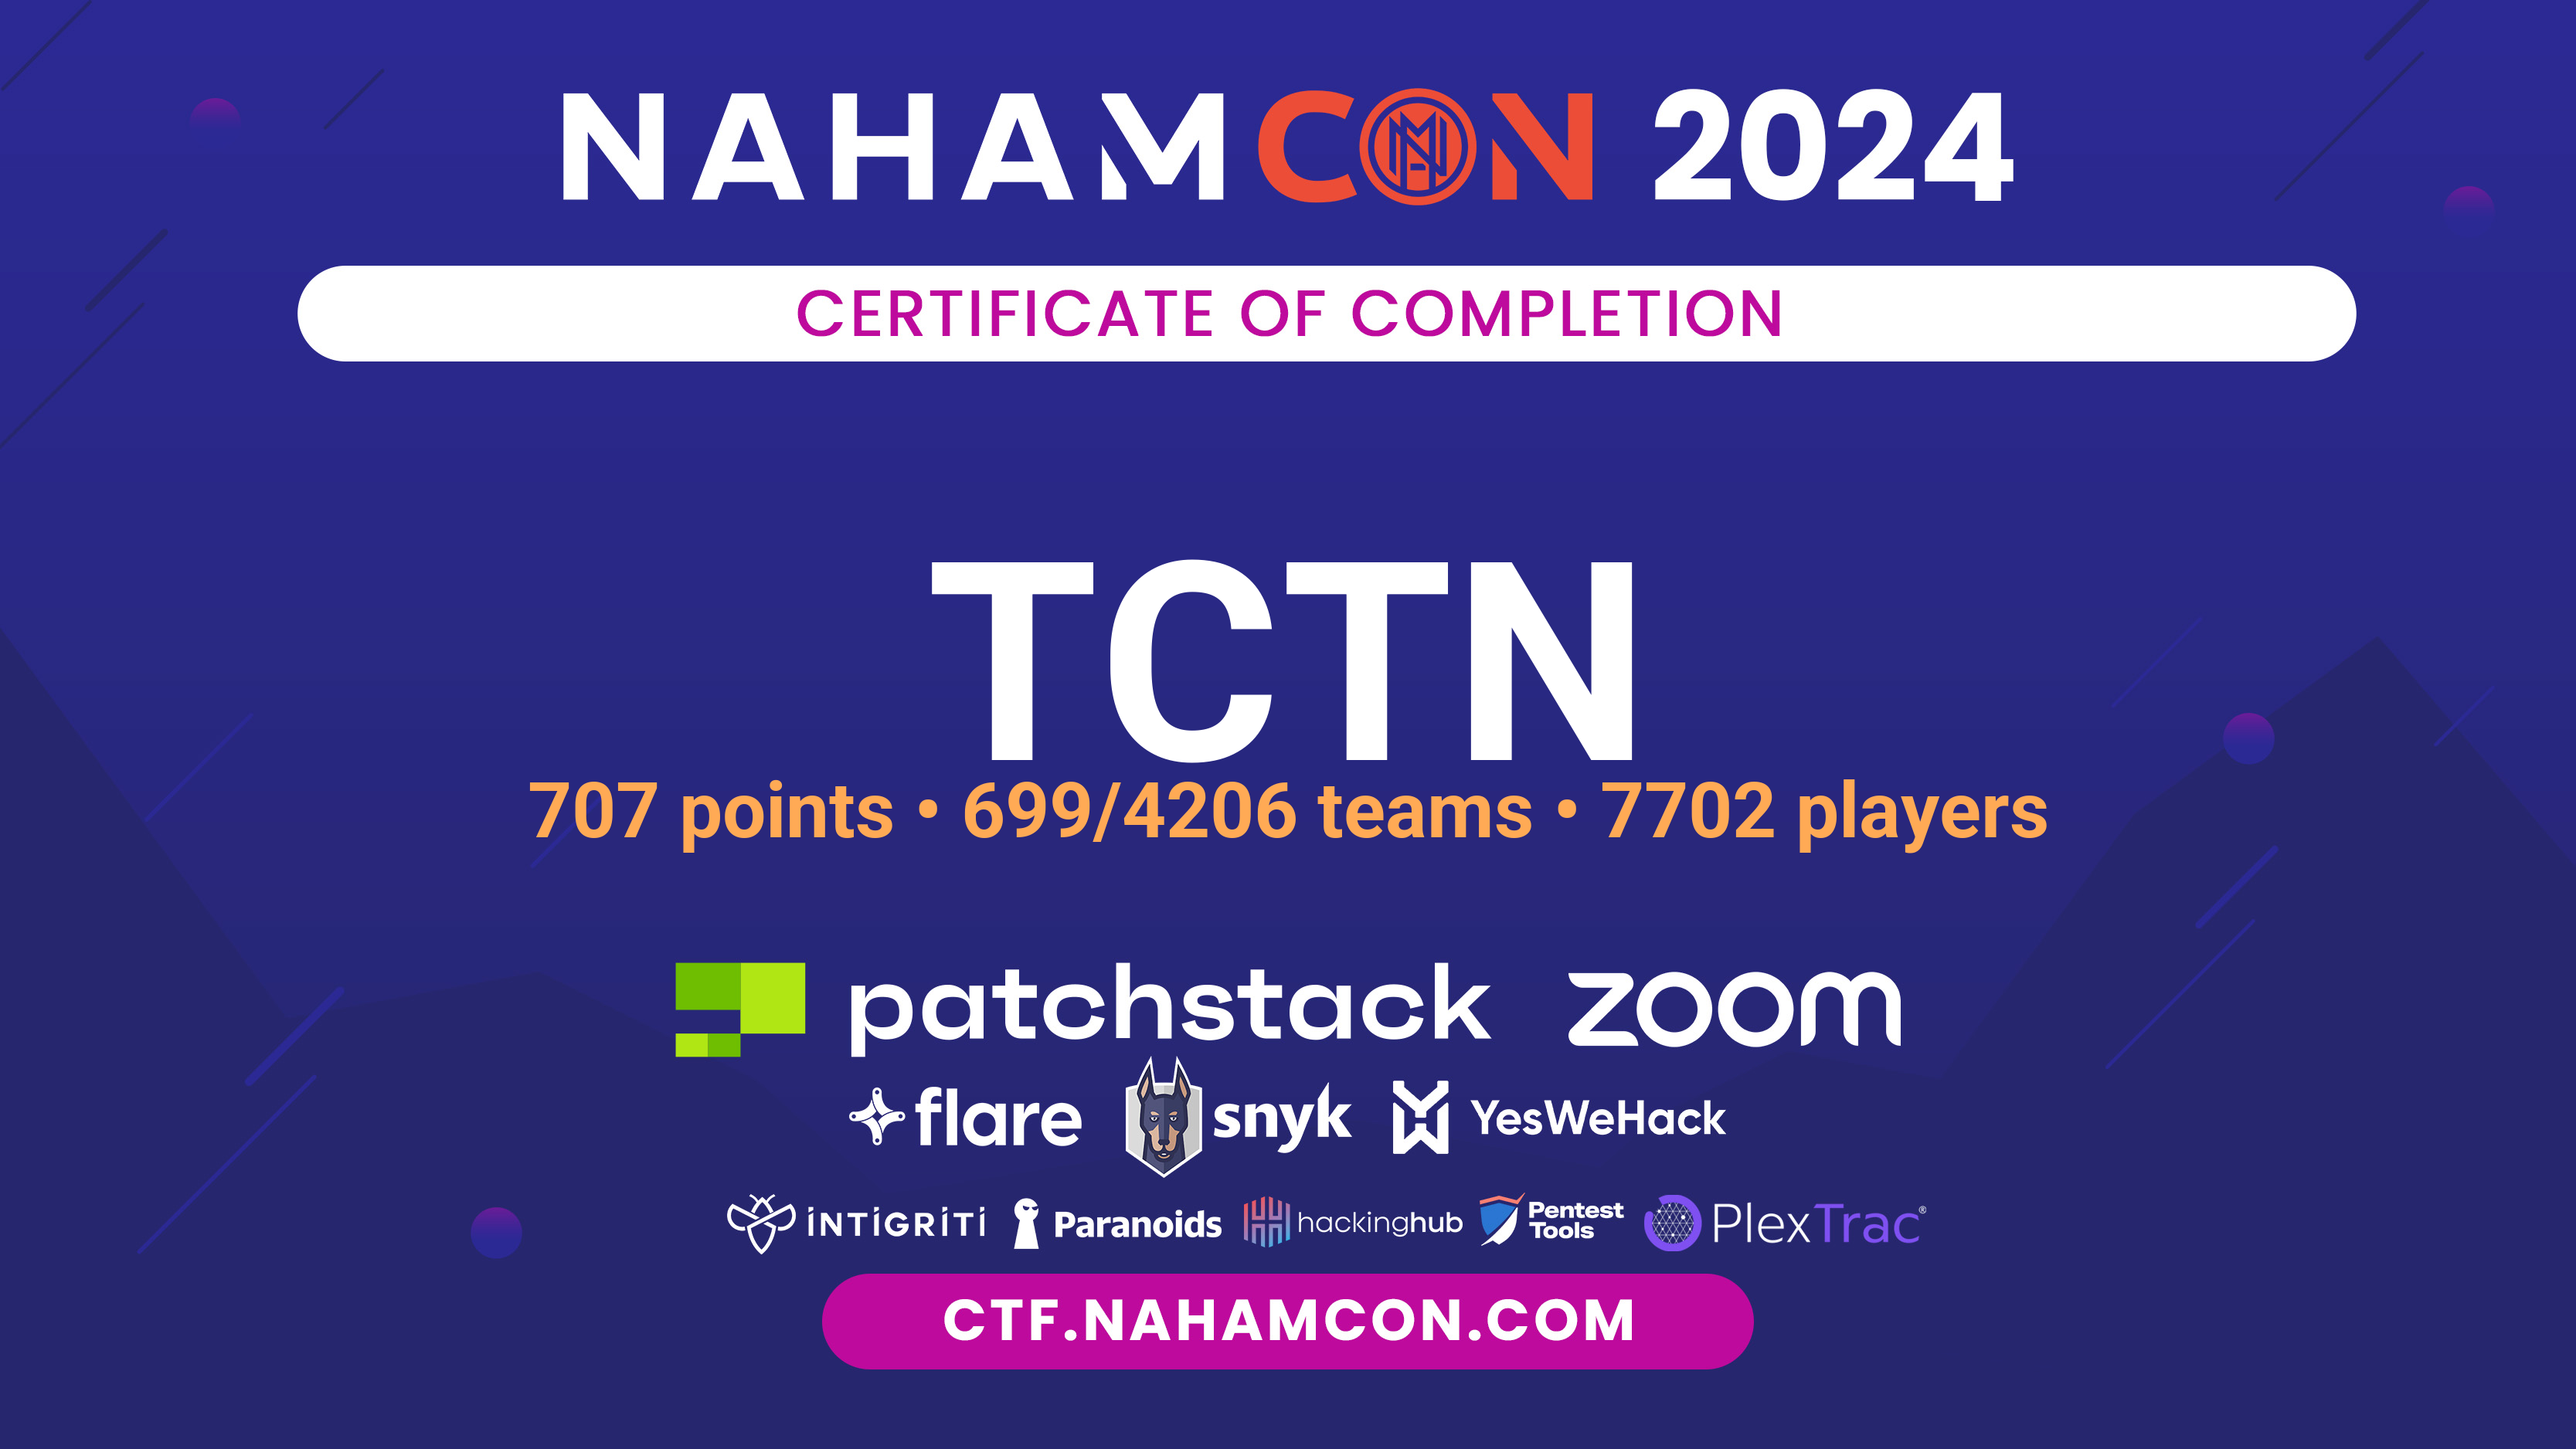 NAHAMCON 2024
CERTIFICATE OF COMPLETION
TCTN
707 points • 699/4206 teams • 7702 players
patchstack zoom
flare snyk YesWeHack
INTIGRITI Paranoids hackinghub Pentest Tools PlexTrac®
CTF.NAHAMCON.COM